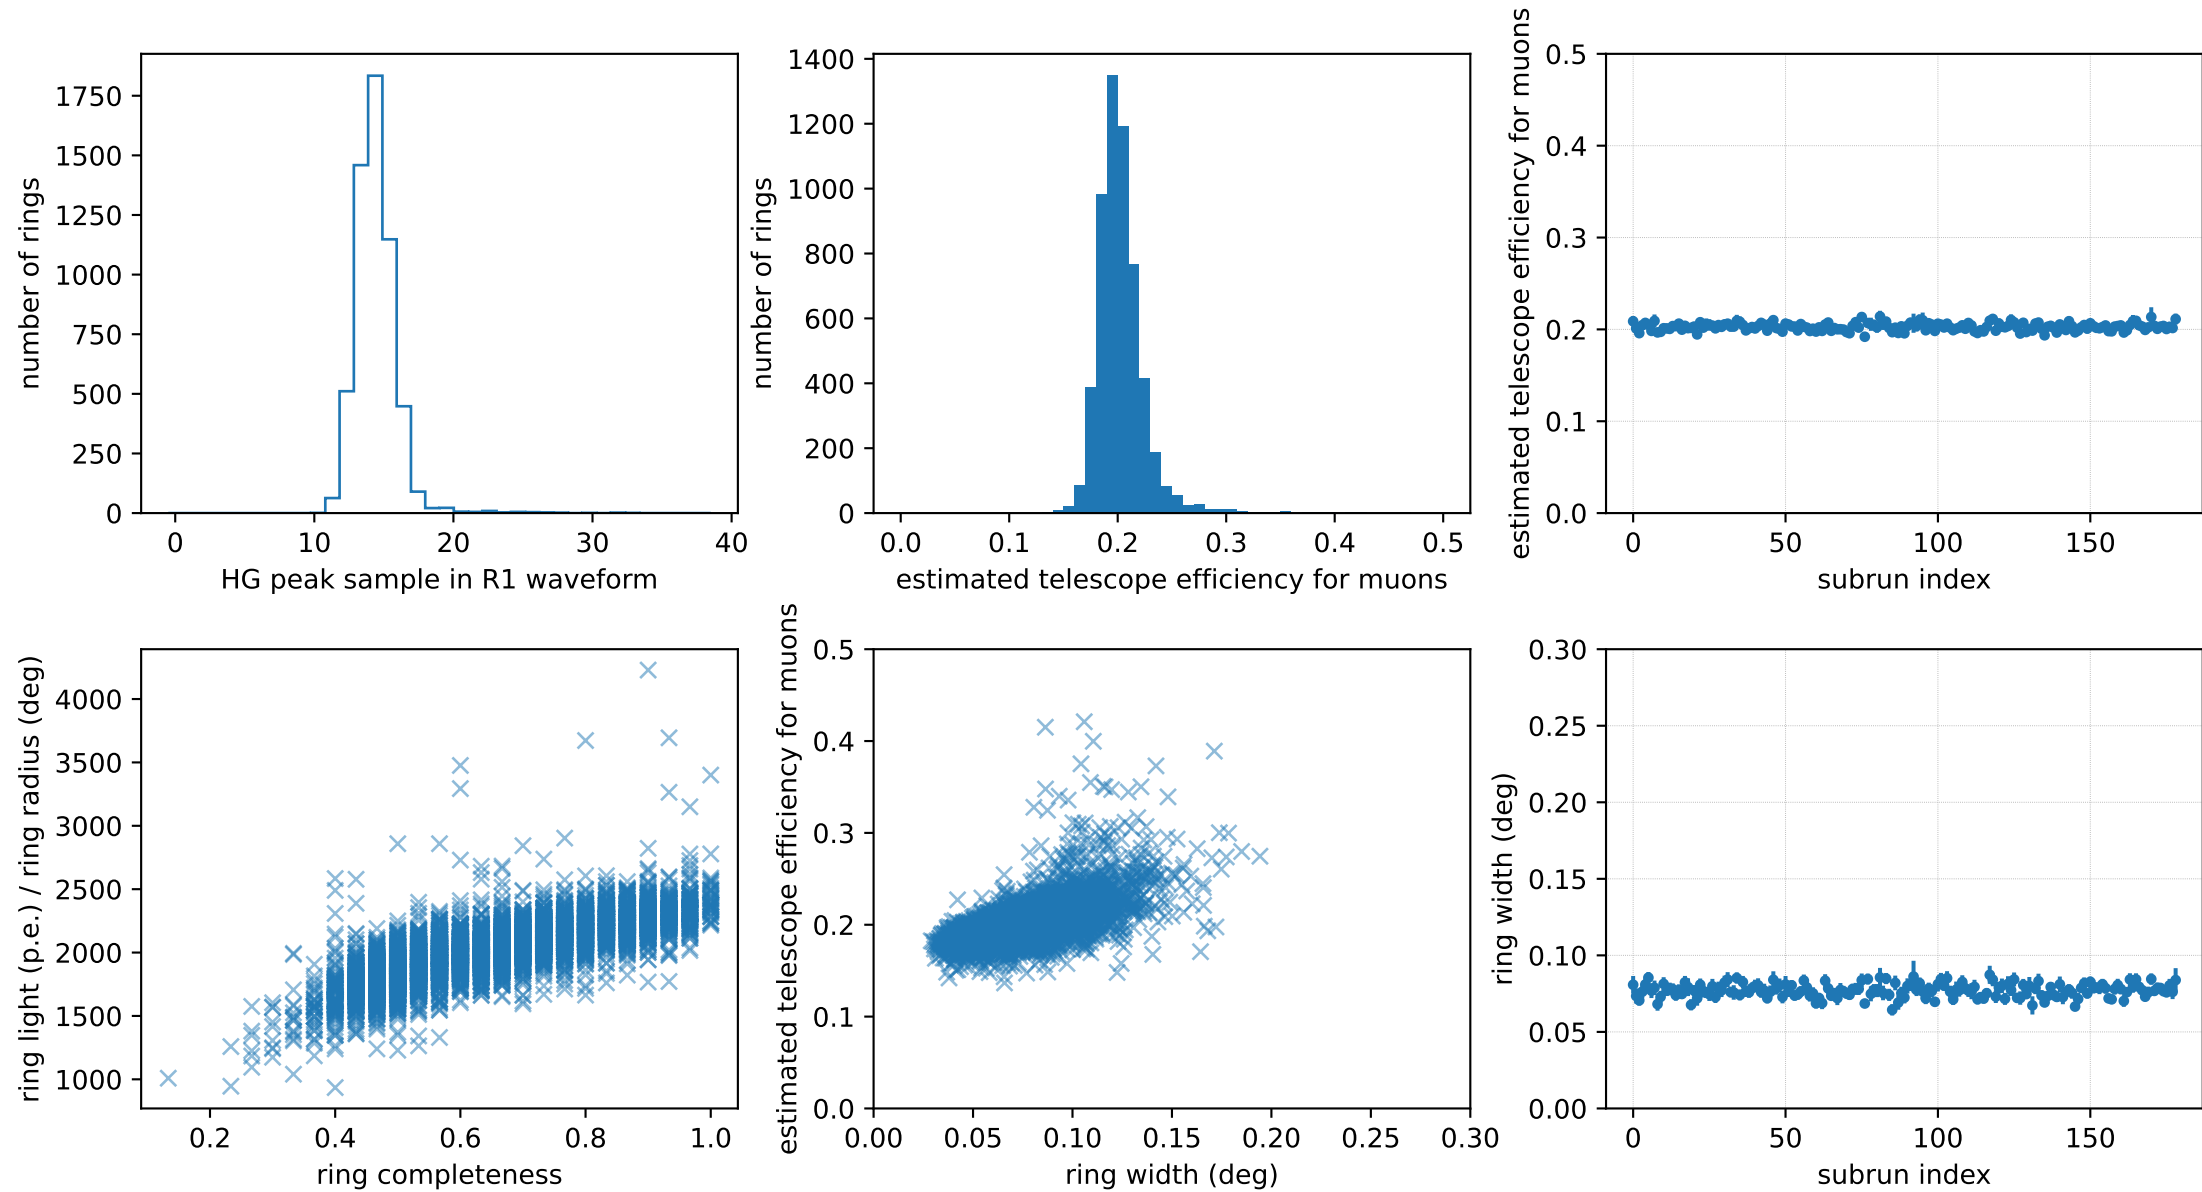 number of rings
1750
1500
1250
1000
750
500
250
0
0 10 20 30 40
HG peak sample in R1 waveform
number of rings
1400
1200
1000
800
600
400
200
0
0.0 0.1 0.2 0.3 0.4 0.5
estimated telescope efficiency for muons
estimated telescope efficiency for muons
0.5
0.4
0.3
0.2
0.1
0.0
0 50 100 150
subrun index
ring light (p.e.) / ring radius (deg)
4000
3500
3000
2500
2000
1500
1000
0.2 0.4 0.6 0.8 1.0
ring completeness
estimated telescope efficiency for muons
0.5
0.4
0.3
0.2
0.1
0.0
0.00 0.05 0.10 0.15 0.20 0.25 0.30
ring width (deg)
ring width (deg)
0.30
0.25
0.20
0.15
0.10
0.05
0.00
0 50 100 150
subrun index